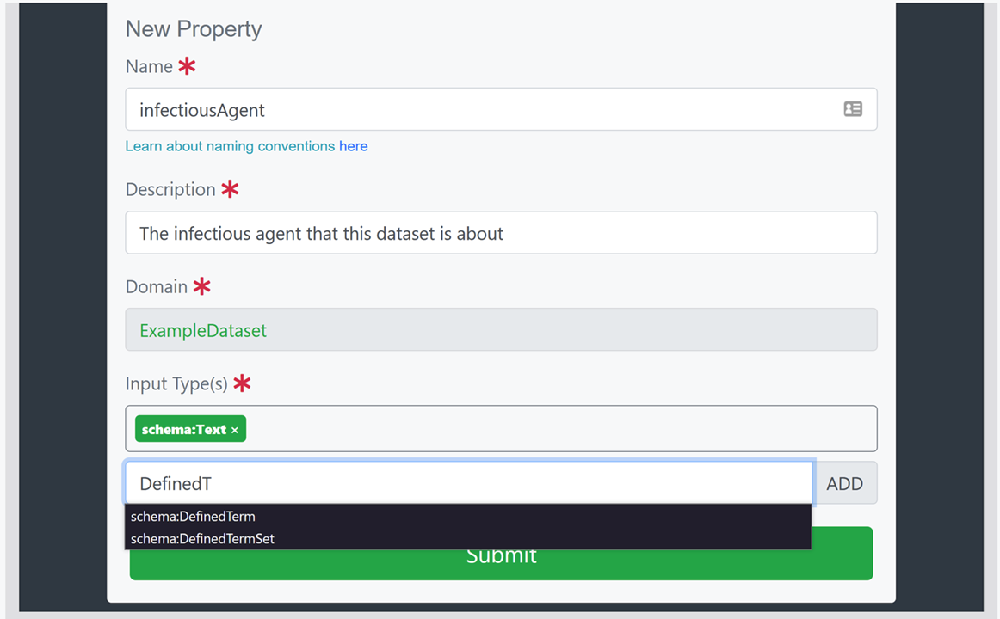 New Property
Name *
infectiousAgent
Learn about naming conventions here
Description *
The infectious agent that this dataset is about
Domain *
ExampleDataset
Input Type(s) *
schema:Text ×
DefinedT
ADD
schema:DefinedTerm
schema:DefinedTermSet
Submit